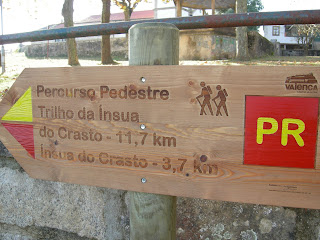 Percurso Pedestre
Trilho da Ínsua
do Crasto - 11,7 km
Ínsua do Crasto - 3,7 km
VALENÇA
PR